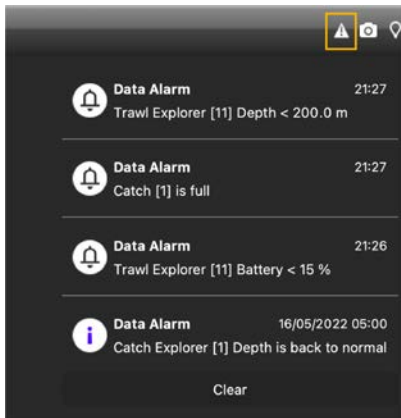 Data Alarm 21:27
Trawl Explorer [11] Depth < 200.0 m
Data Alarm 21:27
Catch [1] is full
Data Alarm 21:26
Trawl Explorer [11] Battery < 15 %
Data Alarm 16/05/2022 05:00
Catch Explorer [1] Depth is back to normal
Clear